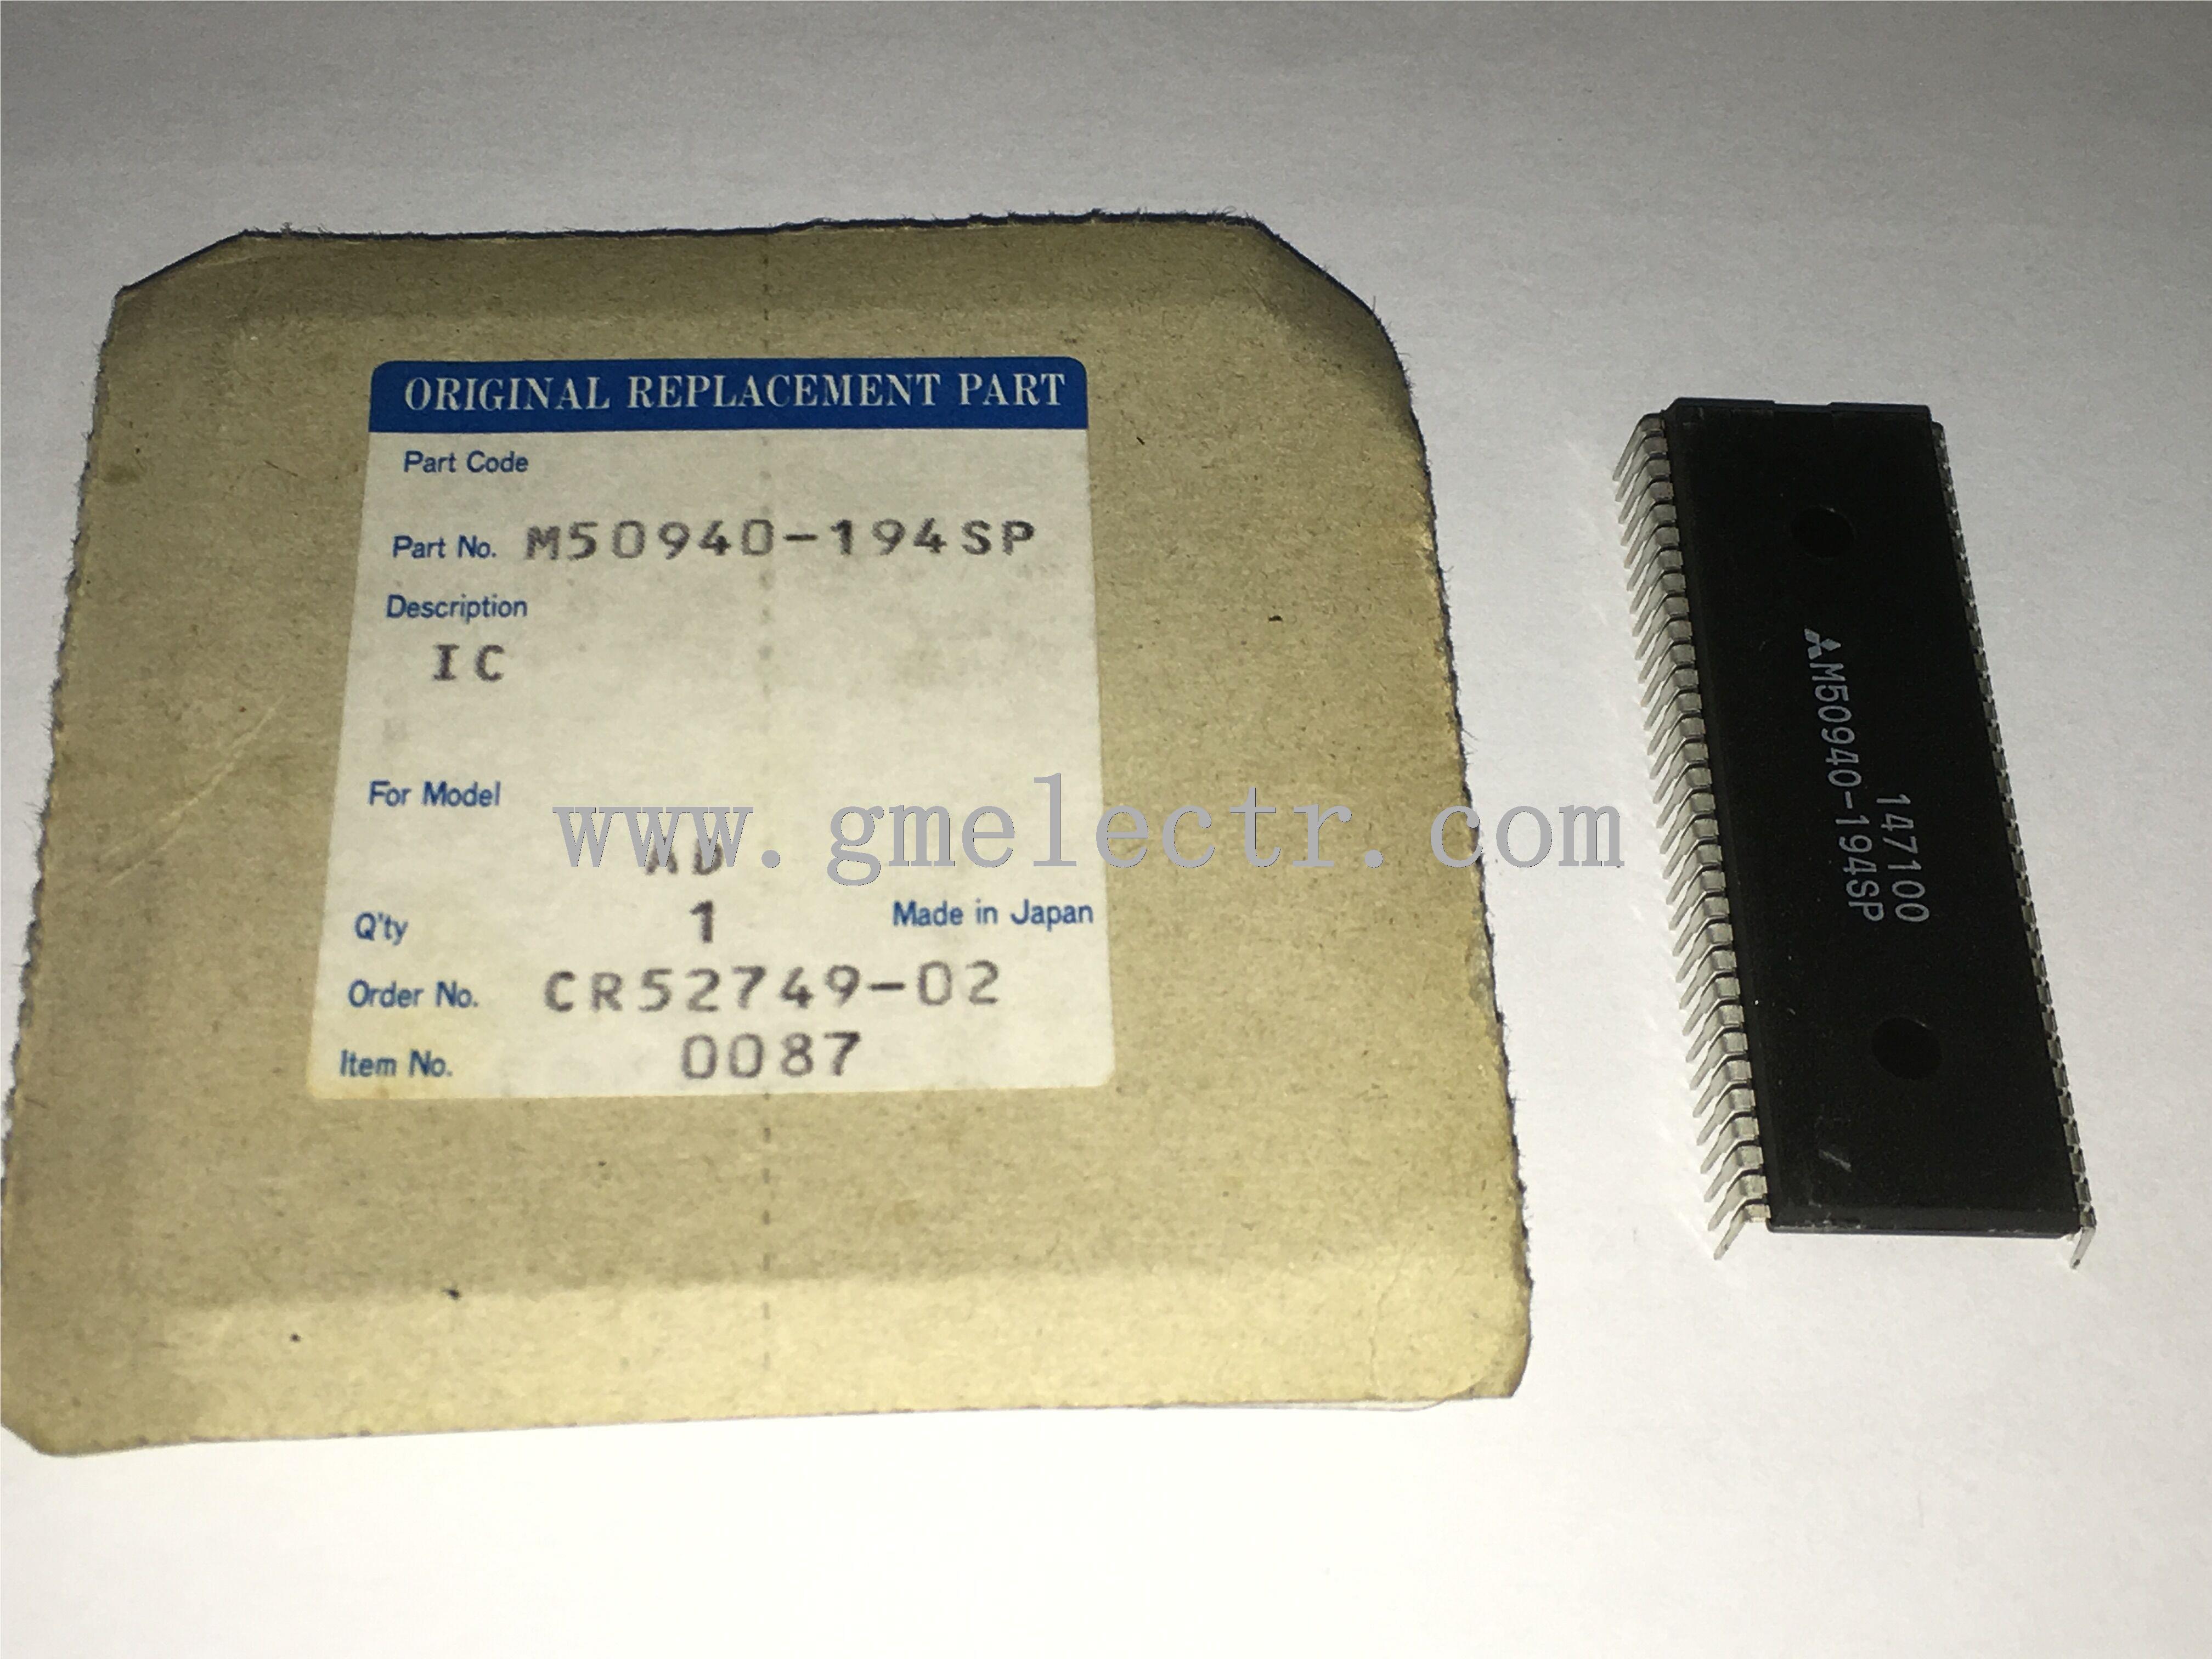 ORIGINAL REPLACEMENT PART
Part Code
Part No. M50940-194SP
Description
IC
For Model
www.gmelectr.com
AD
Q'ty 1 Made in Japan
Order No. CR52749-02
Item No. 0087
M50940-194SP
147100